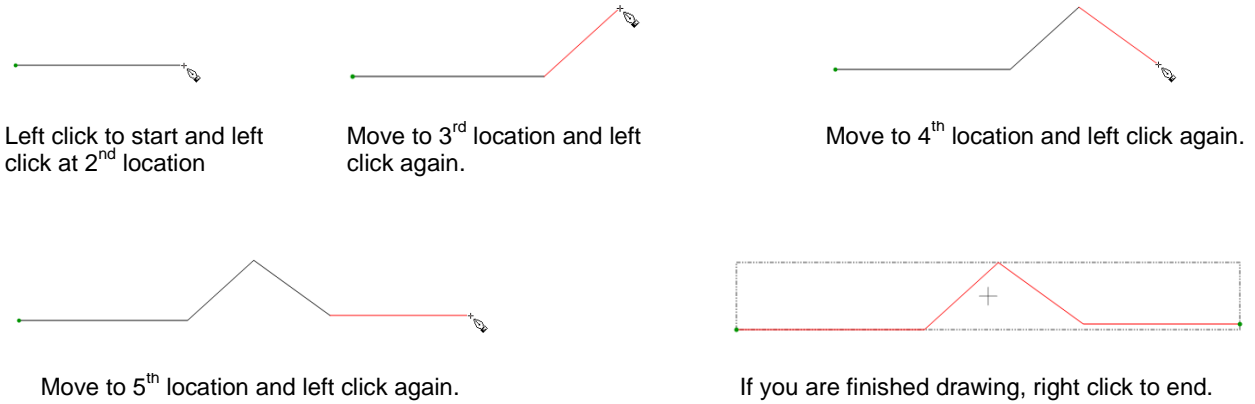 Left click to start and left
click at 2nd location
Move to 3rd location and left
click again.
Move to 4th location and left click again.
Move to 5th location and left click again.
If you are finished drawing, right click to end.